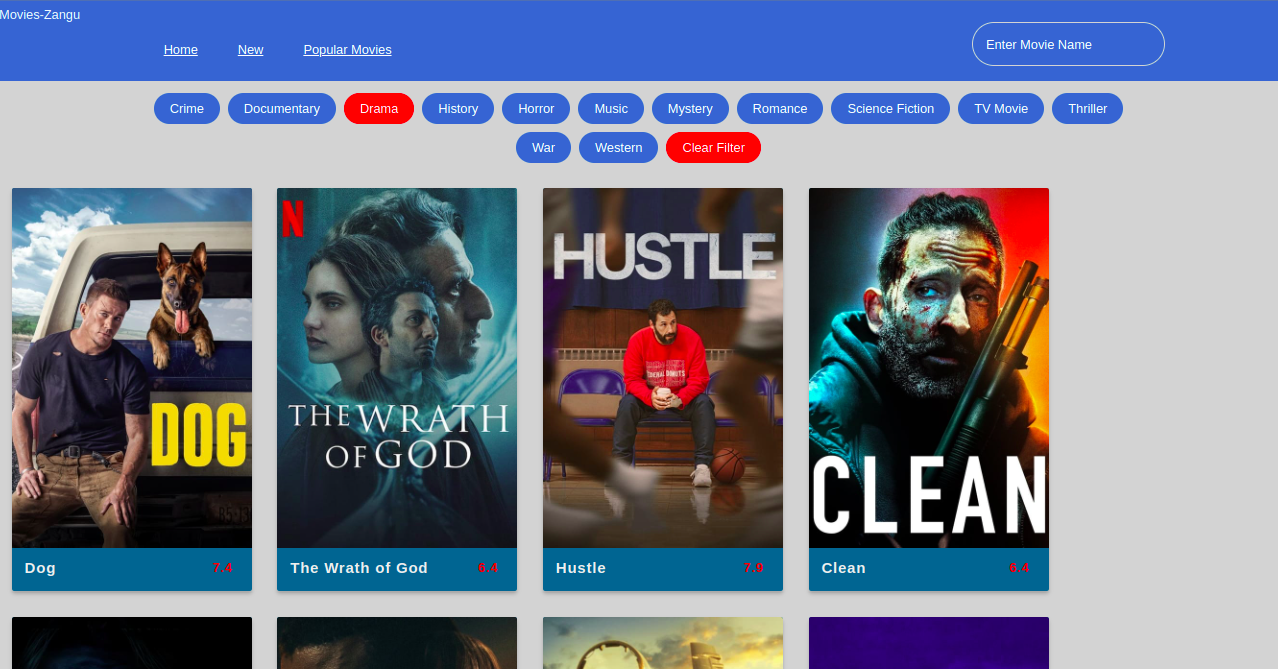 Movies-Zangu
Home New Popular Movies Enter Movie Name
Crime Documentary Drama History Horror Music Mystery Romance Science Fiction TV Movie Thriller
War Western Clear Filter
N
HUSTLE
FEDERAL DONUTS
DOG
THE WRATH
OF GOD
CLEAN
Dog 7.4 The Wrath of God Hustle 7.9 Clean 6.4